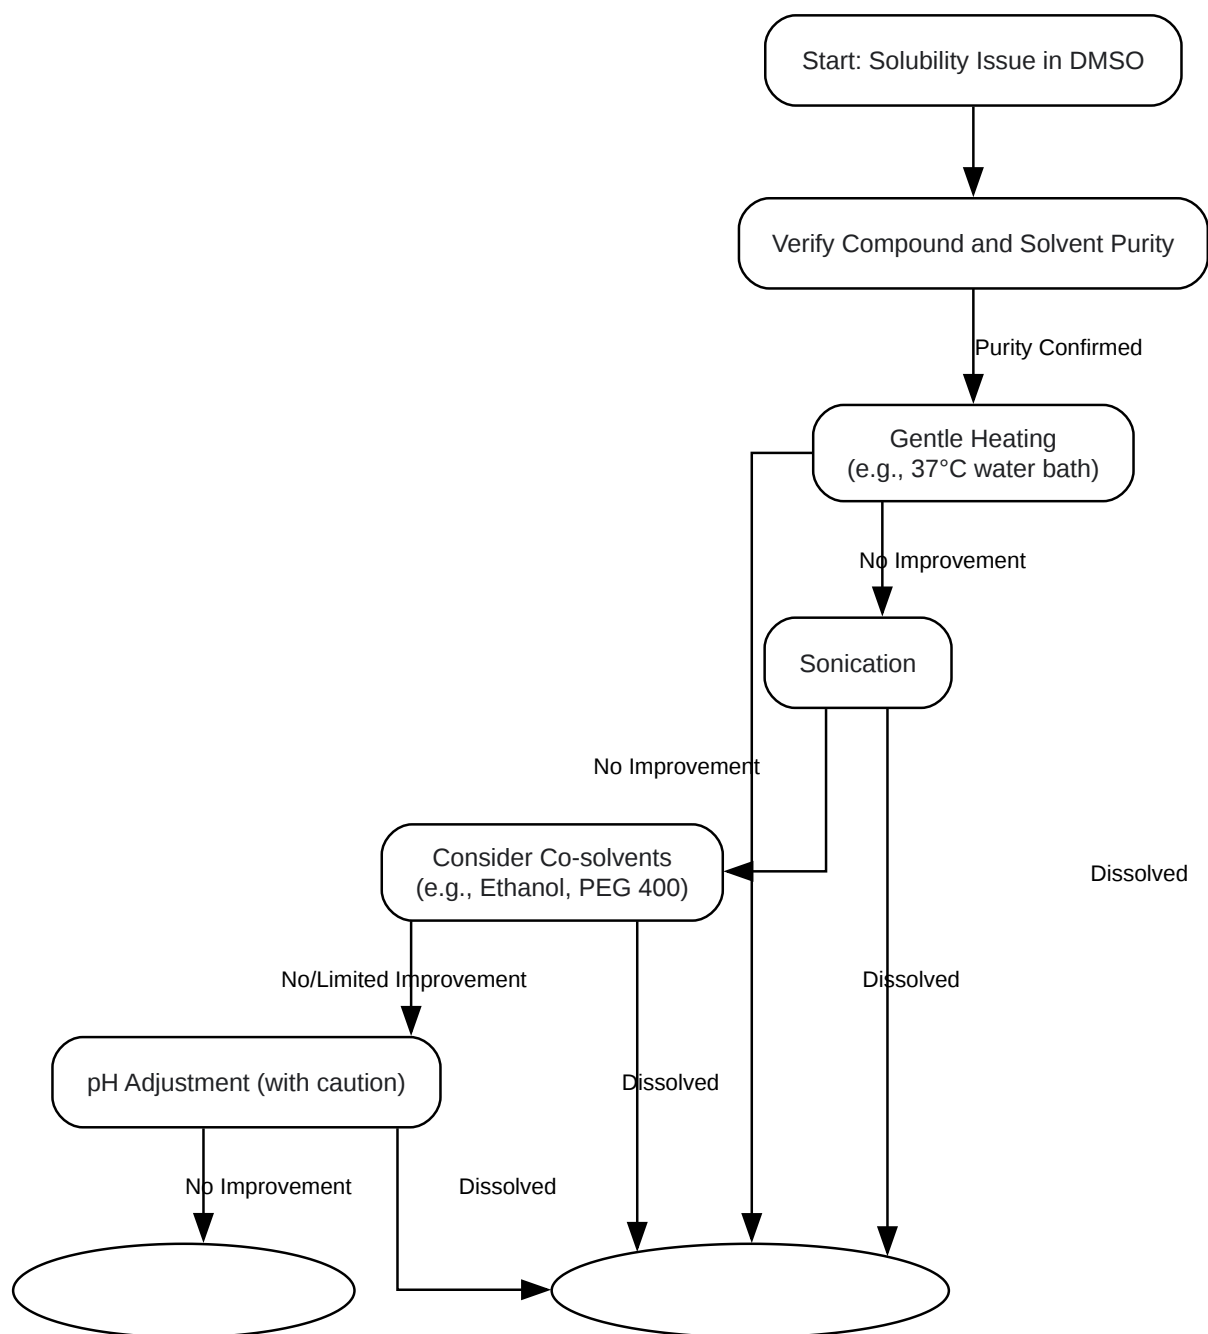 Start: Solubility Issue in DMSO
Verify Compound and Solvent Purity
Purity Confirmed
Gentle Heating
(e.g., 37°C water bath)
No Improvement
Sonication
No Improvement
Consider Co-solvents
(e.g., Ethanol, PEG 400)
Dissolved
No/Limited Improvement
Dissolved
pH Adjustment (with caution)
Dissolved
No Improvement
Dissolved